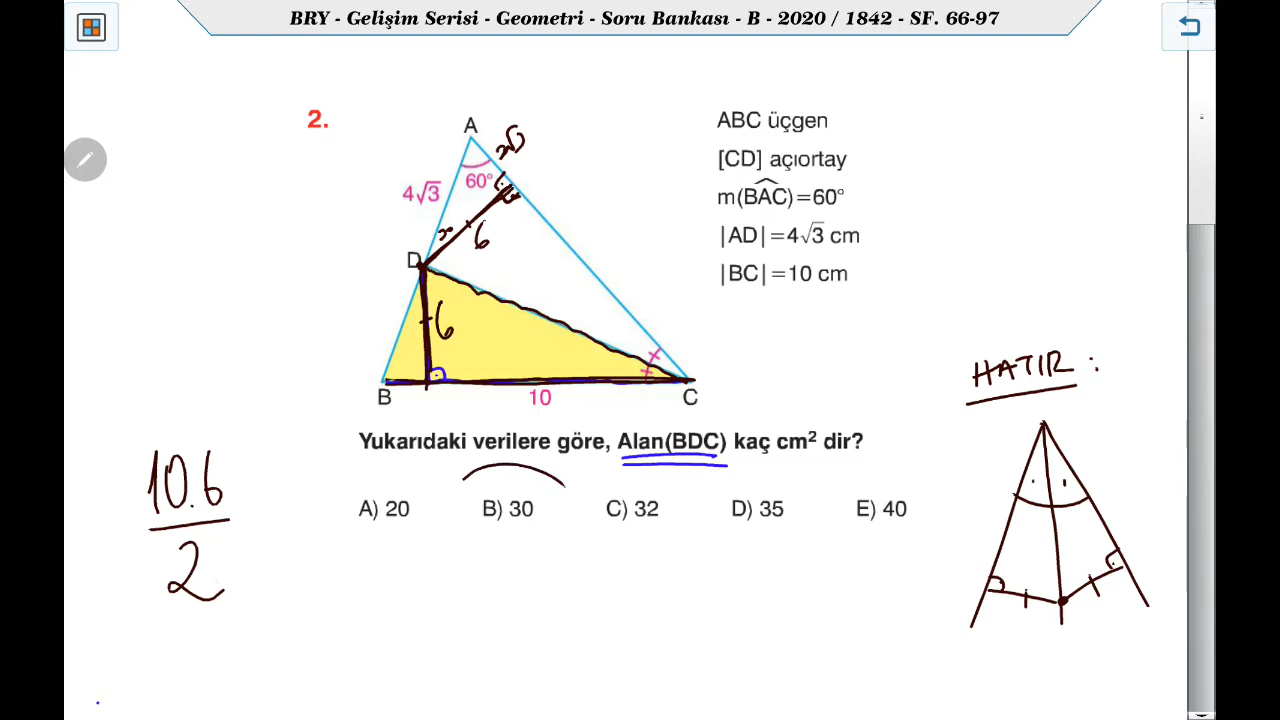 BRY - Gelişim Serisi - Geometri - Soru Bankası - B - 2020 / 1842 - SF. 66-97
2.
A
60°
4√3
6
D
6
B
10
C
ABC üçgen
[CD] açıortay
m(BAC)=60°
|AD|=4√3 cm
|BC|=10 cm
Yukarıdaki verilere göre, Alan(BDC) kaç cm² dir?
A) 20 B) 30 C) 32 D) 35 E) 40
10.6
2
HATIR :